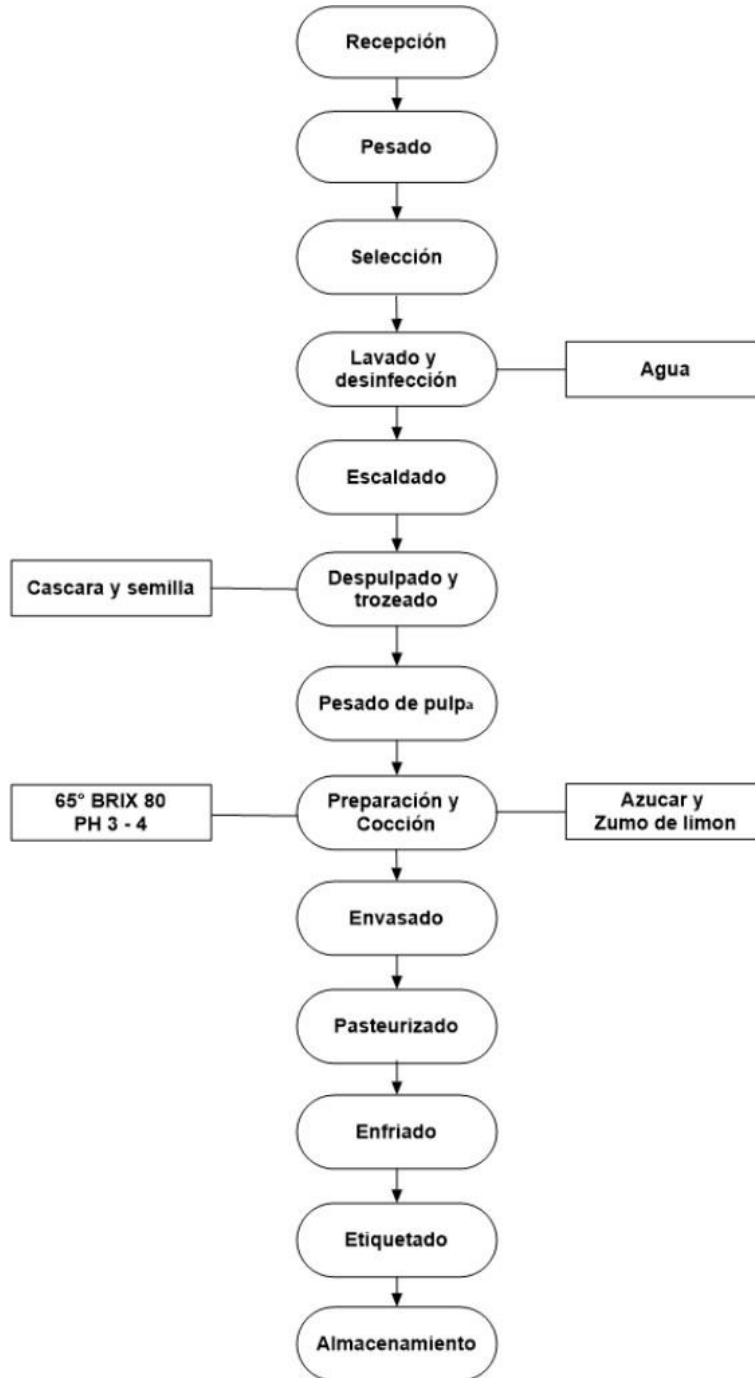 Recepción
Pesado
Selección
Lavado y
desinfección
Agua
Escaldado
Cascara y semilla
Despulpado y
trozeado
Pesado de pulpa
65° BRIX 80
PH 3 - 4
Preparación y
Cocción
Azucar y
Zumo de limon
Envasado
Pasteurizado
Enfriado
Etiquetado
Almacenamiento